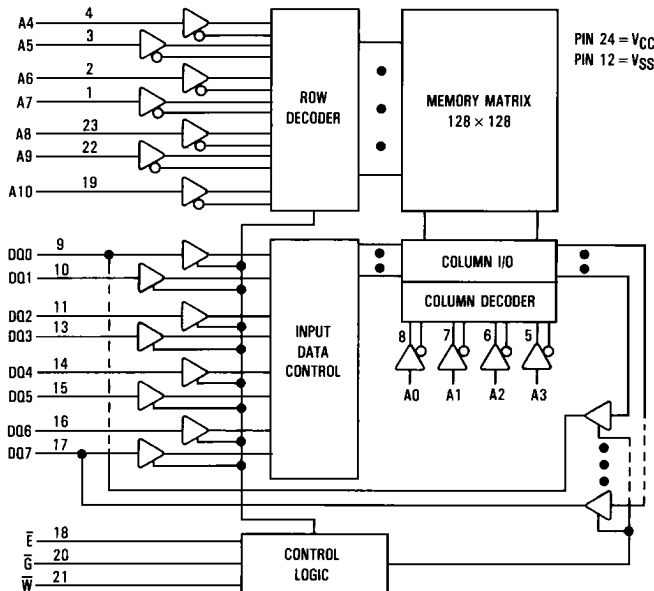 A4 4
A5 3
A6 2
A7 1
A8 23
A9 22
A10 19
ROW
DECODER
MEMORY MATRIX
128 × 128
PIN 24 = VCC
PIN 12 = VSS
DQ0 9
DQ1 10
DQ2 11
DQ3 13
DQ4 14
DQ5 15
DQ6 16
DQ7 17
INPUT
DATA
CONTROL
COLUMN I/O
COLUMN DECODER
8 7 6 5
A0 A1 A2 A3
E̅ 18
G̅ 20
W̅ 21
CONTROL
LOGIC